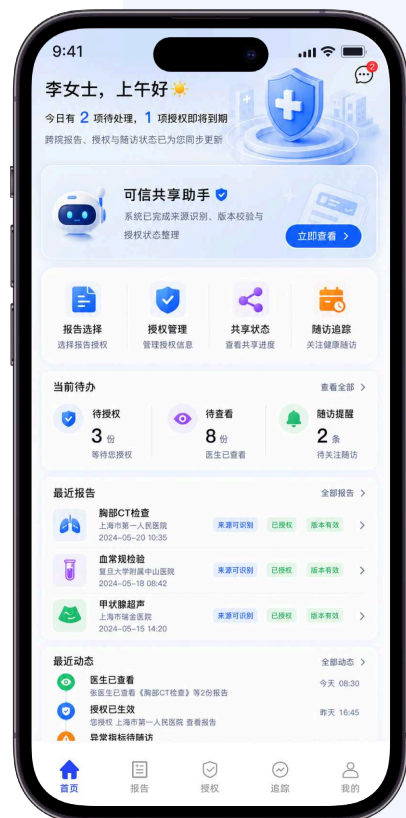 9:41
2
李女士，上午好
今日有 2 项待处理，1 项授权即将到期
跨院报告、授权与随访状态已为您同步更新
可信共享助手
系统已完成来源识别、版本校验与
授权状态整理
立即查看 >
报告选择 授权管理 共享状态 随访追踪
选择报告授权 管理授权信息 查看共享进度 关注健康随访
当前待办 查看全部 >
待授权 待查看 随访提醒
3 份 8 份 2 条
等待您授权 医生已查看 待关注随访
最近报告 全部报告 >
胸部CT检查
上海市第一人民医院 来源可识别 已授权 版本有效 >
2024-05-20 10:35
血常规检验
复旦大学附属中山医院 来源可识别 已授权 版本有效 >
2024-05-18 08:42
甲状腺超声
上海市瑞金医院 来源可识别 已授权 版本有效 >
2024-05-15 14:20
最近动态 全部动态 >
医生已查看 今天 08:30
张医生已查看《胸部CT检查》等2份报告
授权已生效 昨天 16:45
您授权 上海市第一人民医院 查看报告
异常指标待随访
首页 报告 授权 追踪 我的